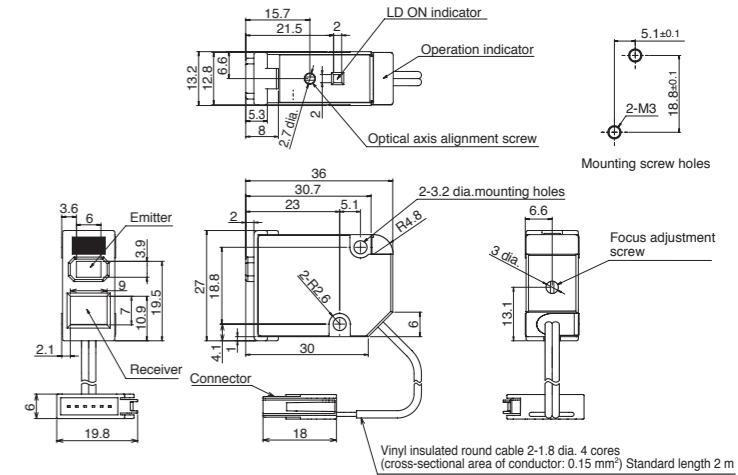 15.7
LD ON indicator
21.5
2
Operation indicator
13.2
12.8
6.6
5.3
8
2.7 dia.
2
Optical axis alignment screw
5.1±0.1
18.8±0.1
2-M3
Mounting screw holes
36
30.7
23
5.1
2-3.2 dia.mounting holes
R4.8
2
27
18.8
4.1
1
2-R2.6
6
30
3.6
6
Emitter
3.9
9
7
10.9
19.5
2.1
Receiver
6
19.8
Connector
18
6.6
Focus adjustment
screw
3 dia.
13.1
Vinyl insulated round cable 2-1.8 dia. 4 cores
(cross-sectional area of conductor: 0.15 mm²) Standard length 2 m